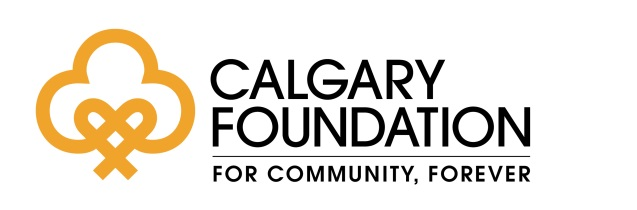 CALGARY
FOUNDATION
FOR COMMUNITY, FOREVER